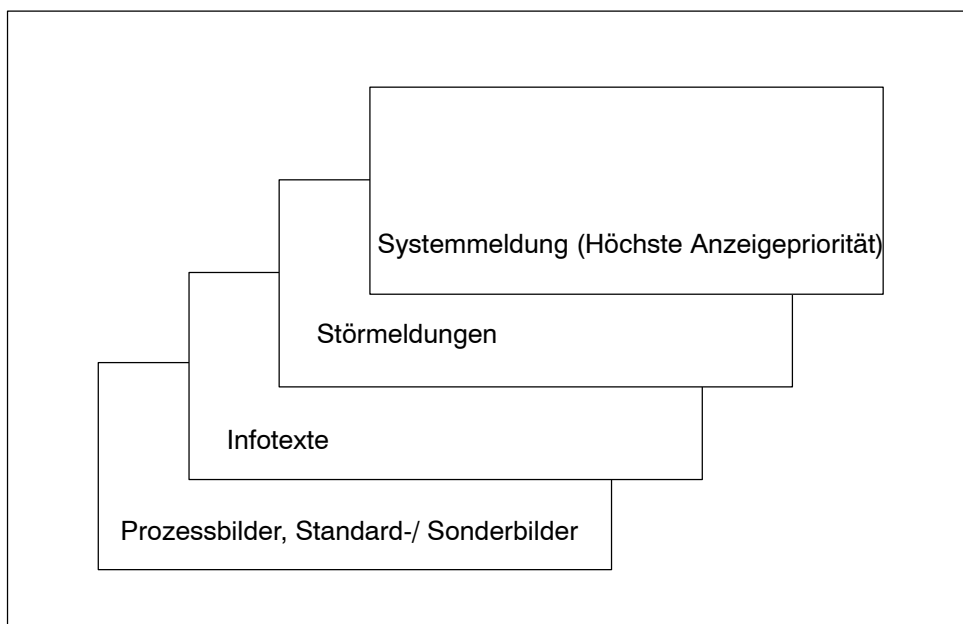 Systemmeldung (Höchste Anzeigepriorität)
Störmeldungen
Infotexte
Prozessbilder, Standard-/ Sonderbilder